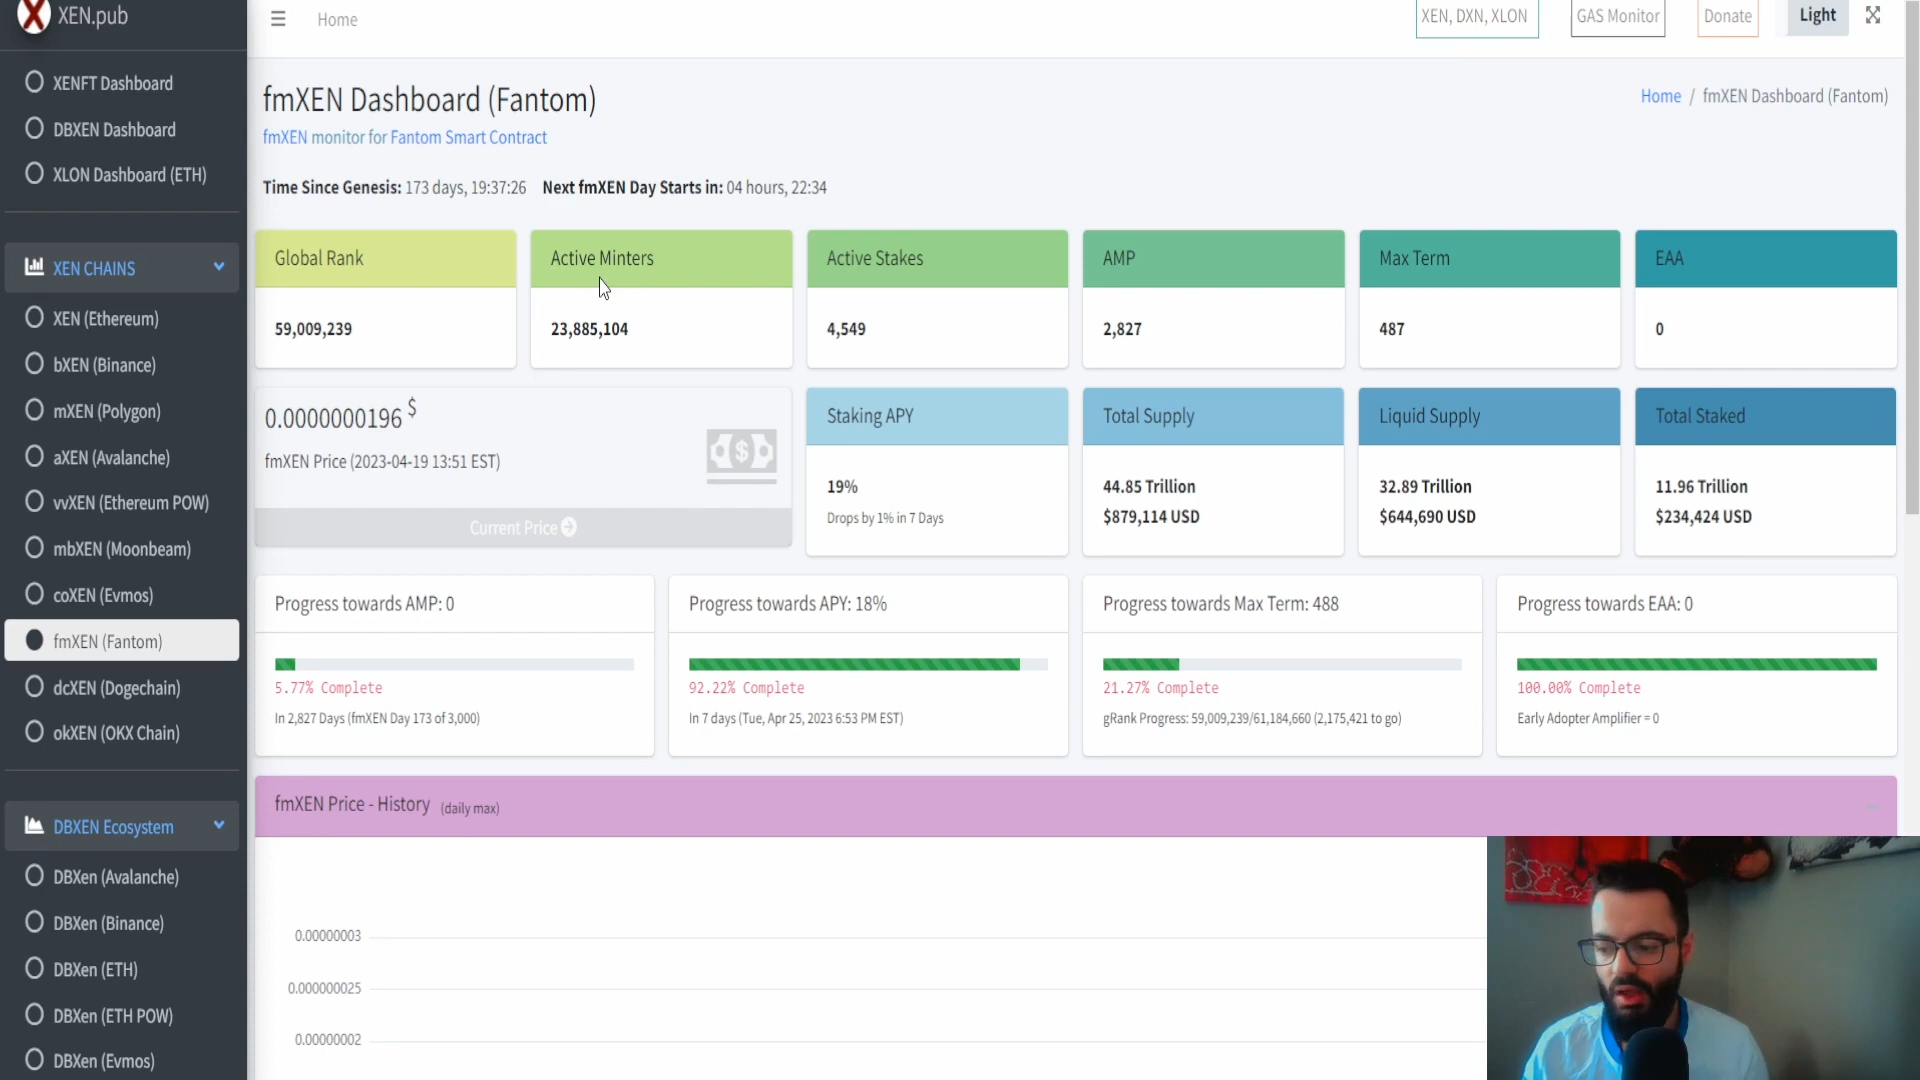 XEN.pub
XENFT Dashboard
DBXEN Dashboard
XLON Dashboard (ETH)
XEN CHAINS
XEN (Ethereum)
bXEN (Binance)
mXEN (Polygon)
aXEN (Avalanche)
vvXEN (Ethereum POW)
mbXEN (Moonbeam)
coXEN (Evmos)
fmXEN (Fantom)
dcXEN (Dogechain)
okXEN (OKX Chain)
DBXEN Ecosystem
DBXen (Avalanche)
DBXen (Binance)
DBXen (ETH)
DBXen (ETH POW)
DBXen (Evmos)
Home
XEN, DXN, XLON
GAS Monitor
Donate
Light
fmXEN Dashboard (Fantom)
Home / fmXEN Dashboard (Fantom)
fmXEN monitor for Fantom Smart Contract
Time Since Genesis: 173 days, 19:37:26 Next fmXEN Day Starts in: 04 hours, 22:34
Global Rank
59,009,239
Active Minters
23,885,104
Active Stakes
4,549
AMP
2,827
Max Term
487
EAA
0
0.0000000196 $
fmXEN Price (2023-04-19 13:51 EST)
Current Price
Staking APY
19%
Drops by 1% in 7 Days
Total Supply
44.85 Trillion
$879,114 USD
Liquid Supply
32.89 Trillion
$644,690 USD
Total Staked
11.96 Trillion
$234,424 USD
Progress towards AMP: 0
5.77% Complete
In 2,827 Days (fmXEN Day 173 of 3,000)
Progress towards APY: 18%
92.22% Complete
In 7 days (Tue, Apr 25, 2023 6:53 PM EST)
Progress towards Max Term: 488
21.27% Complete
gRank Progress: 59,009,239/61,184,660 (2,175,421 to go)
Progress towards EAA: 0
100.00% Complete
Early Adopter Amplifier = 0
fmXEN Price - History (daily max)
0.00000003
0.000000025
0.00000002